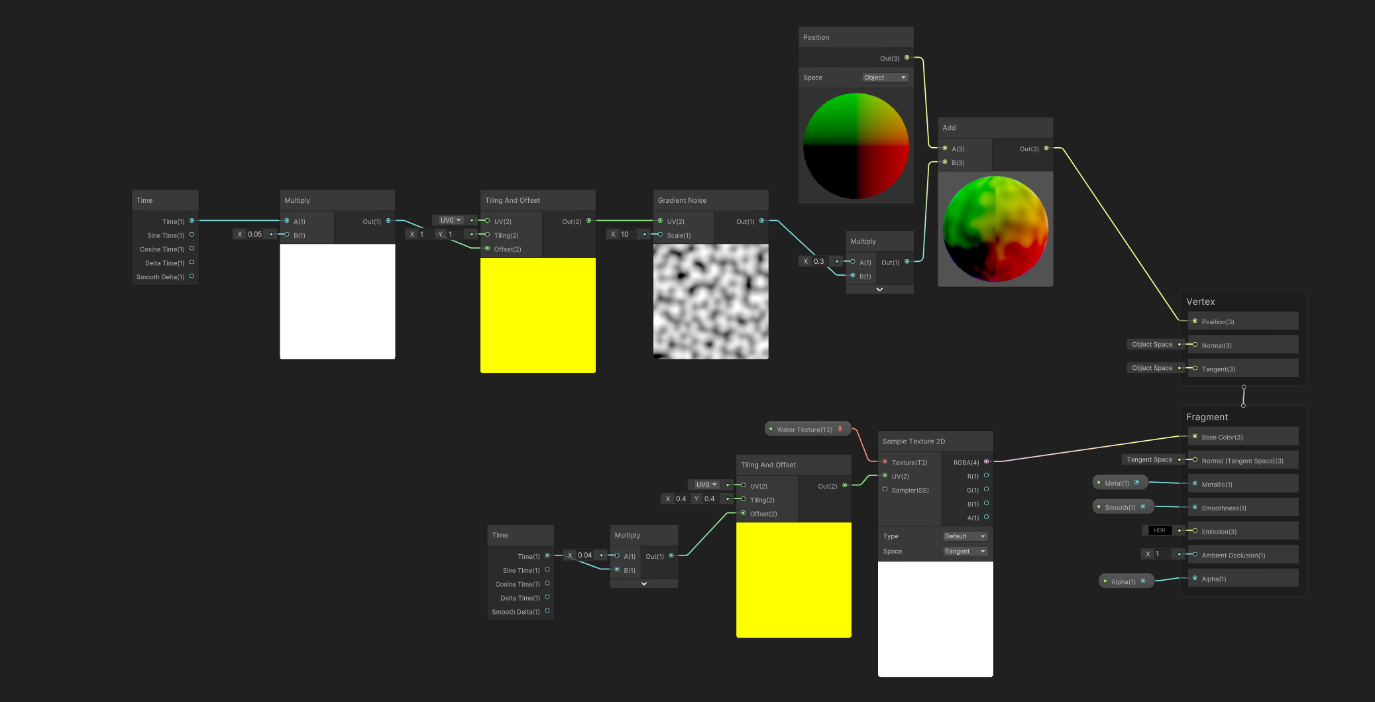 Position
Out(3)
Space Object
Add
A(3) Out(3)
B(3)
Time
Time(1)
Sine Time(1)
Cosine Time(1)
Delta Time(1)
Smooth Delta(1)
Multiply
A(1) Out(1)
X 0.05 B(1)
Tiling And Offset
UV0 UV(2) Out(2)
X 1 Y 1 Tiling(2)
Offset(2)
Gradient Noise
UV(2) Out(1)
X 10 Scale(1)
Multiply
X 0.3 A(1) Out(1)
B(1)
Vertex
Position(3)
Object Space Normal(3)
Object Space Tangent(3)
Fragment
Base Color(3)
Tangent Space Normal (Tangent Space)(3)
Metal(1) Metallic(1)
Smooth(1) Smoothness(1)
HDR Emission(3)
X 1 Ambient Occlusion(1)
Alpha(1) Alpha(1)
Water Texture(T2)
Sample Texture 2D
Texture(T2) RGBA(4)
UV(2) R(1)
Sampler(SS) G(1)
B(1)
A(1)
Type Default
Space Tangent
Tiling And Offset
UV0 UV(2) Out(2)
X 0.4 Y 0.4 Tiling(2)
Offset(2)
Time
Time(1)
Sine Time(1)
Cosine Time(1)
Delta Time(1)
Smooth Delta(1)
Multiply
X 0.04 A(1) Out(1)
B(1)